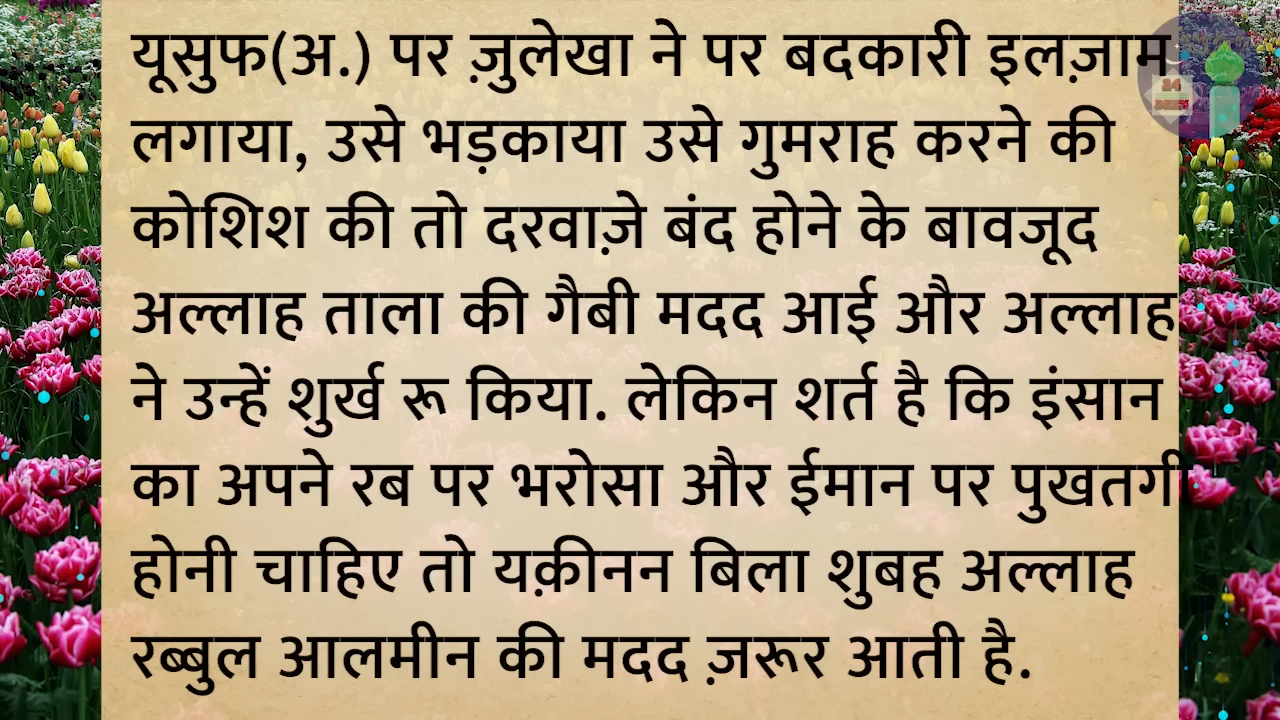 यूसुफ(अ.) पर ज़ुलेखा ने पर बदकारी इलज़ाम
लगाया, उसे भड़काया उसे गुमराह करने की
कोशिश की तो दरवाज़े बंद होने के बावजूद
अल्लाह ताला की गैबी मदद आई और अल्लाह
ने उन्हें शुर्ख रू किया. लेकिन शर्त है कि इंसान
का अपने रब पर भरोसा और ईमान पर पुखतगी
होनी चाहिए तो यक़ीनन बिला शुबह अल्लाह
रब्बुल आलमीन की मदद ज़रूर आती है.
24